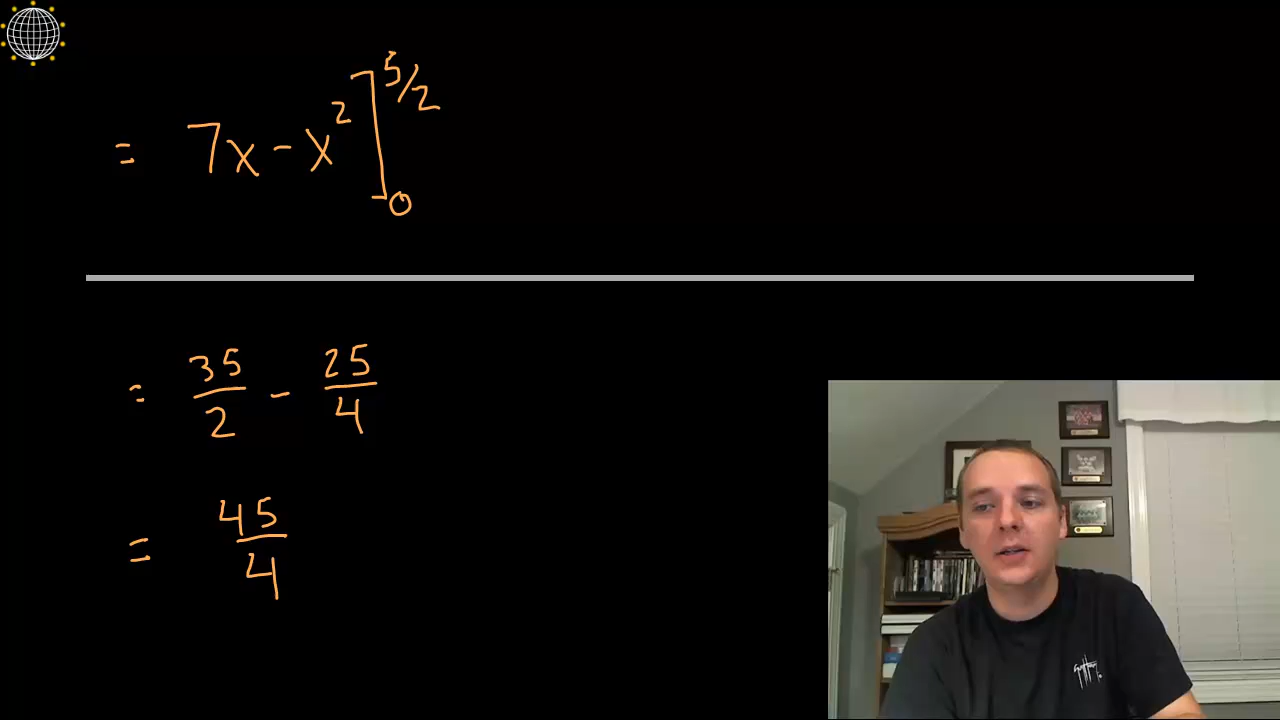 = 7x - x² ]₀^5/2
= 35/2 - 25/4
= 45/4